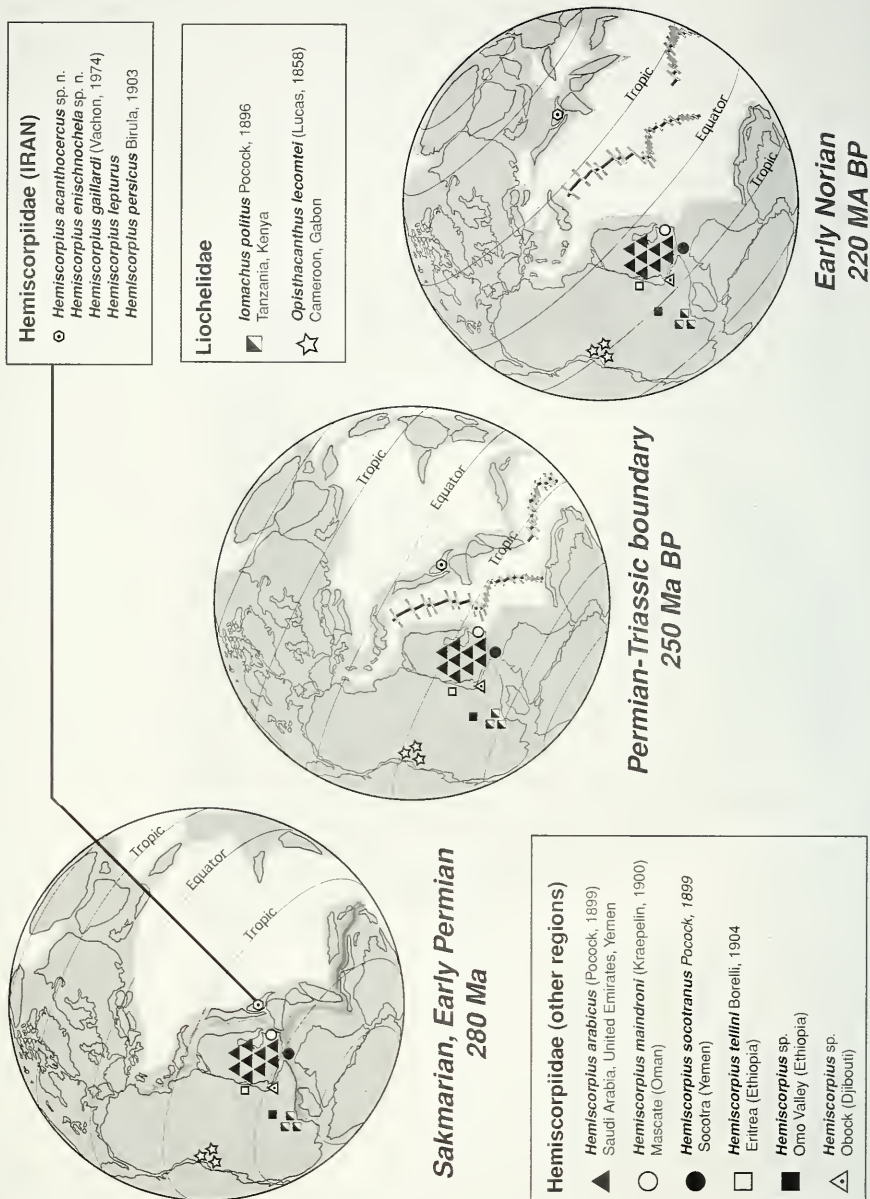 Hemiscorpiidae (IRAN)
Hemiscorpius acanthocercus sp. n.
Hemiscorpius enischnochela sp. n.
Hemiscorpius gaillardi (Vachon, 1974)
Hemiscorpius lepturus
Hemiscorpius persicus Birula, 1903
Liochelidae
Iomachus politus Pocock, 1896
Tanzania, Kenya
Opisthacanthus lecomtei (Lucas, 1858)
Cameroon, Gabon
Tropic
Equator
Tropic
Sakmarian, Early Permian
280 Ma
Tropic
Equator
Tropic
Permian-Triassic boundary
250 Ma BP
Tropic
Equator
Tropic
Early Norian
220 MA BP
Hemiscorpiidae (other regions)
Hemiscorpius arabicus (Pocock, 1899)
Saudi Arabia, United Emirates, Yemen
Hemiscorpius maindroni (Kraepelin, 1900)
Mascate (Oman)
Hemiscorpius socotranus Pocock, 1899
Socotra (Yemen)
Hemiscorpius tellini Borelli, 1904
Eritrea (Ethiopia)
Hemiscorpius sp.
Omo Valley (Ethiopia)
Hemiscorpius sp.
Obock (Djibouti)